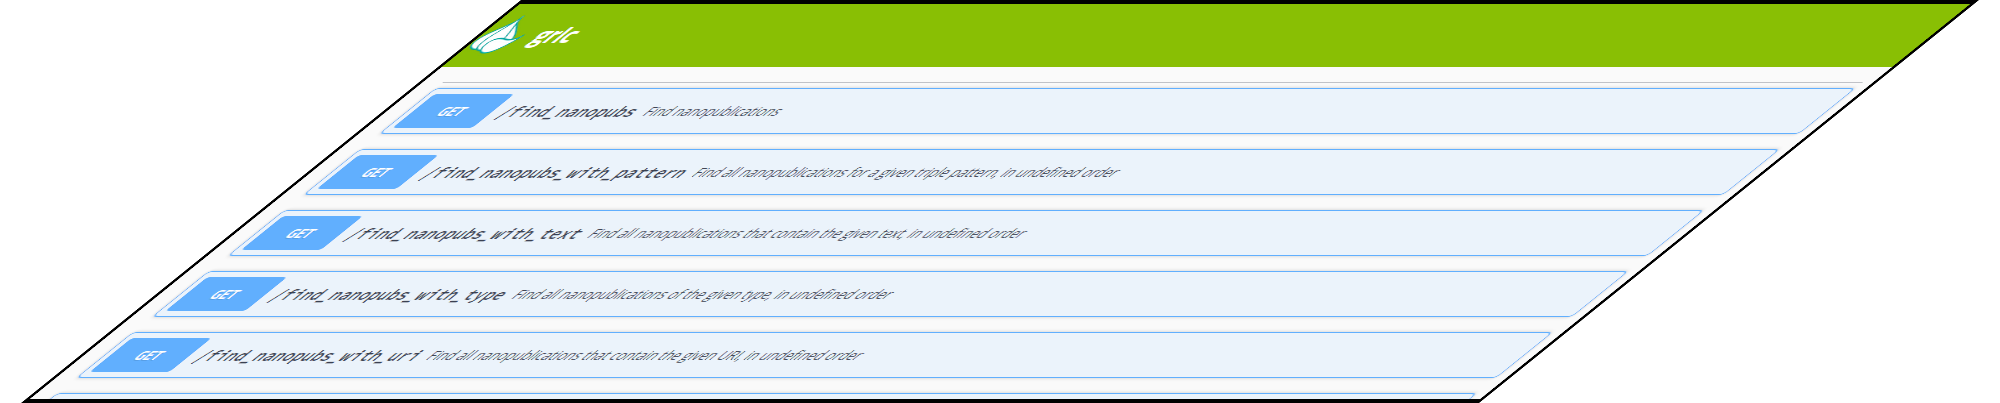 grlc
GET /find_nanopubs Find nanopublications
GET /find_nanopubs_with_pattern Find all nanopublications for a given triple pattern, in undefined order
GET /find_nanopubs_with_text Find all nanopublications that contain the given text, in undefined order
GET /find_nanopubs_with_type Find all nanopublications of the given type, in undefined order
GET /find_nanopubs_with_uri Find all nanopublications that contain the given URI, in undefined order